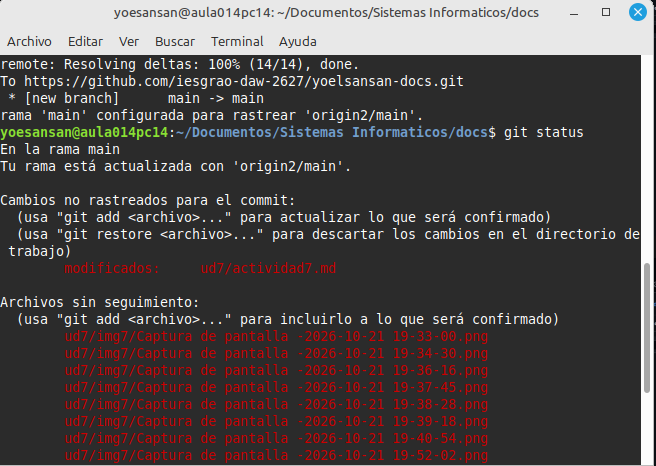 yoesansan@aula014pc14: ~/Documentos/Sistemas Informaticos/docs
Archivo Editar Ver Buscar Terminal Ayuda
remote: Resolving deltas: 100% (14/14), done.
To https://github.com/iesgrao-daw-2627/yoelsansan-docs.git
 * [new branch]      main -> main
rama 'main' configurada para rastrear 'origin2/main'.
yoesansan@aula014pc14:~/Documentos/Sistemas Informaticos/docs$ git status
En la rama main
Tu rama está actualizada con 'origin2/main'.

Cambios no rastreados para el commit:
  (usa "git add <archivo>..." para actualizar lo que será confirmado)
  (usa "git restore <archivo>..." para descartar los cambios en el directorio de
 trabajo)
        modificados:     ud7/actividad7.md

Archivos sin seguimiento:
  (usa "git add <archivo>..." para incluirlo a lo que será confirmado)
        ud7/img7/Captura de pantalla -2026-10-21 19-33-00.png
        ud7/img7/Captura de pantalla -2026-10-21 19-34-30.png
        ud7/img7/Captura de pantalla -2026-10-21 19-36-16.png
        ud7/img7/Captura de pantalla -2026-10-21 19-37-45.png
        ud7/img7/Captura de pantalla -2026-10-21 19-38-28.png
        ud7/img7/Captura de pantalla -2026-10-21 19-39-18.png
        ud7/img7/Captura de pantalla -2026-10-21 19-40-54.png
        ud7/img7/Captura de pantalla -2026-10-21 19-52-02.png